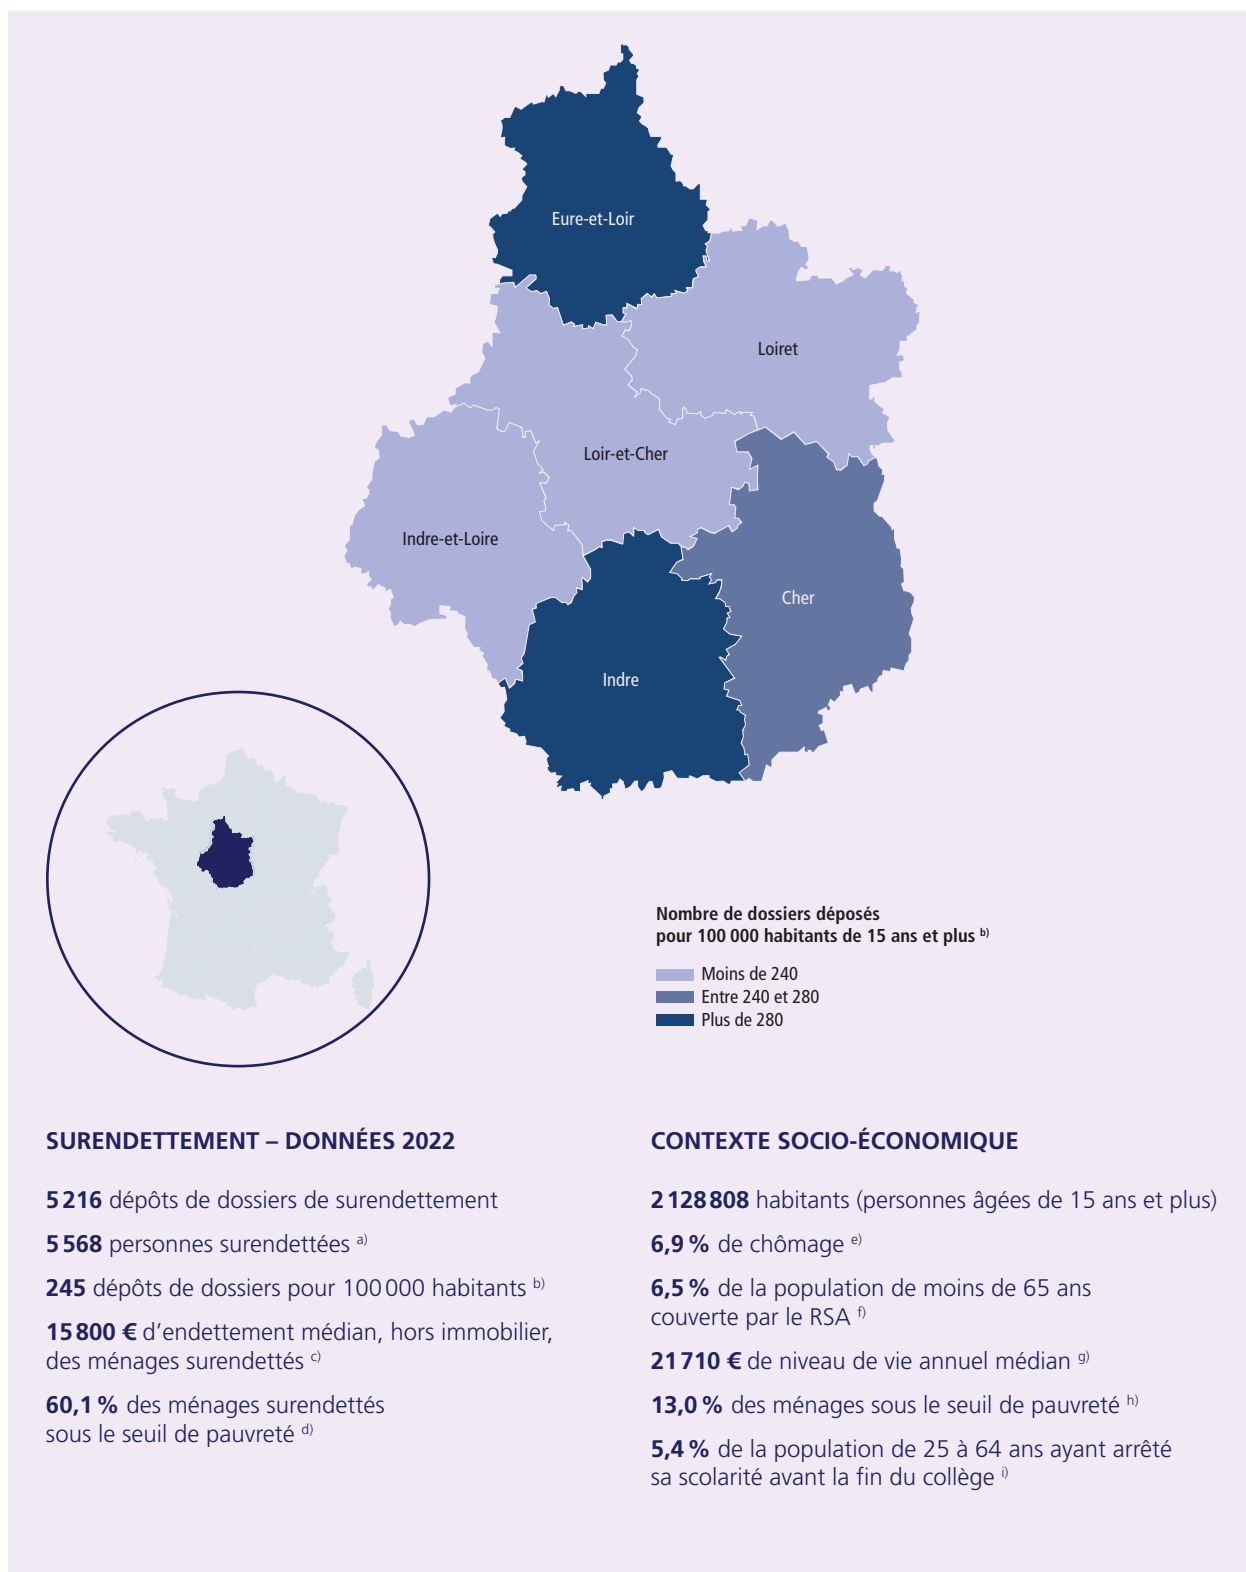 Eure-et-Loir
Loiret
Loir-et-Cher
Indre-et-Loire
Cher
Indre
Nombre de dossiers déposés
pour 100 000 habitants de 15 ans et plus b)
Moins de 240
Entre 240 et 280
Plus de 280
SURENDETTEMENT – DONNÉES 2022
5 216 dépôts de dossiers de surendettement
5 568 personnes surendettées a)
245 dépôts de dossiers pour 100 000 habitants b)
15 800 € d’endettement médian, hors immobilier,
des ménages surendettés c)
60,1 % des ménages surendettés
sous le seuil de pauvreté d)
CONTEXTE SOCIO-ÉCONOMIQUE
2 128 808 habitants (personnes âgées de 15 ans et plus)
6,9 % de chômage e)
6,5 % de la population de moins de 65 ans
couverte par le RSA f)
21 710 € de niveau de vie annuel médian g)
13,0 % des ménages sous le seuil de pauvreté h)
5,4 % de la population de 25 à 64 ans ayant arrêté
sa scolarité avant la fin du collège i)